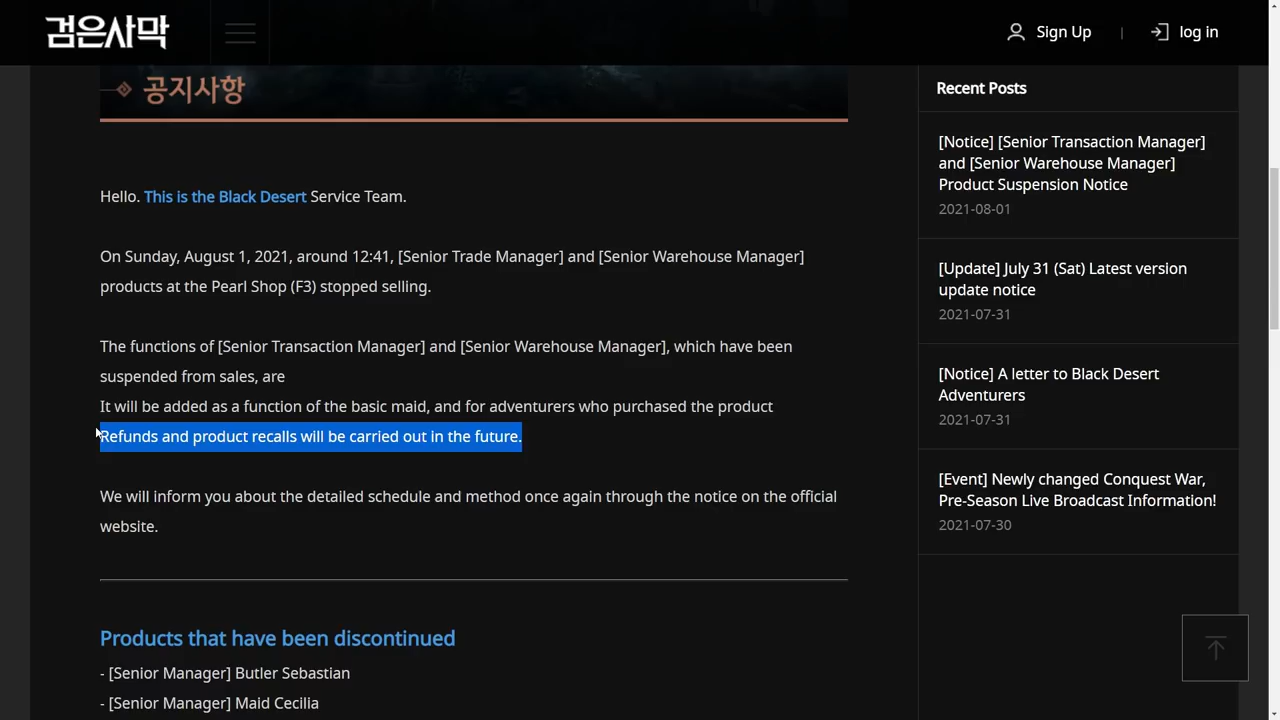 검은사막
Sign Up
|
log in
공지사항
Hello. This is the Black Desert Service Team.
On Sunday, August 1, 2021, around 12:41, [Senior Trade Manager] and [Senior Warehouse Manager]
products at the Pearl Shop (F3) stopped selling.
The functions of [Senior Transaction Manager] and [Senior Warehouse Manager], which have been
suspended from sales, are
It will be added as a function of the basic maid, and for adventurers who purchased the product
Refunds and product recalls will be carried out in the future.
We will inform you about the detailed schedule and method once again through the notice on the official
website.
Products that have been discontinued
- [Senior Manager] Butler Sebastian
- [Senior Manager] Maid Cecilia
Recent Posts
[Notice] [Senior Transaction Manager]
and [Senior Warehouse Manager]
Product Suspension Notice
2021-08-01
[Update] July 31 (Sat) Latest version
update notice
2021-07-31
[Notice] A letter to Black Desert
Adventurers
2021-07-31
[Event] Newly changed Conquest War,
Pre-Season Live Broadcast Information!
2021-07-30